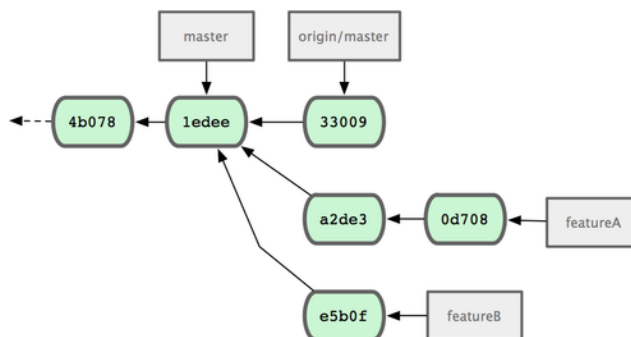 master
origin/master
4b078
1edee
33009
a2de3
0d708
featureA
e5b0f
featureB